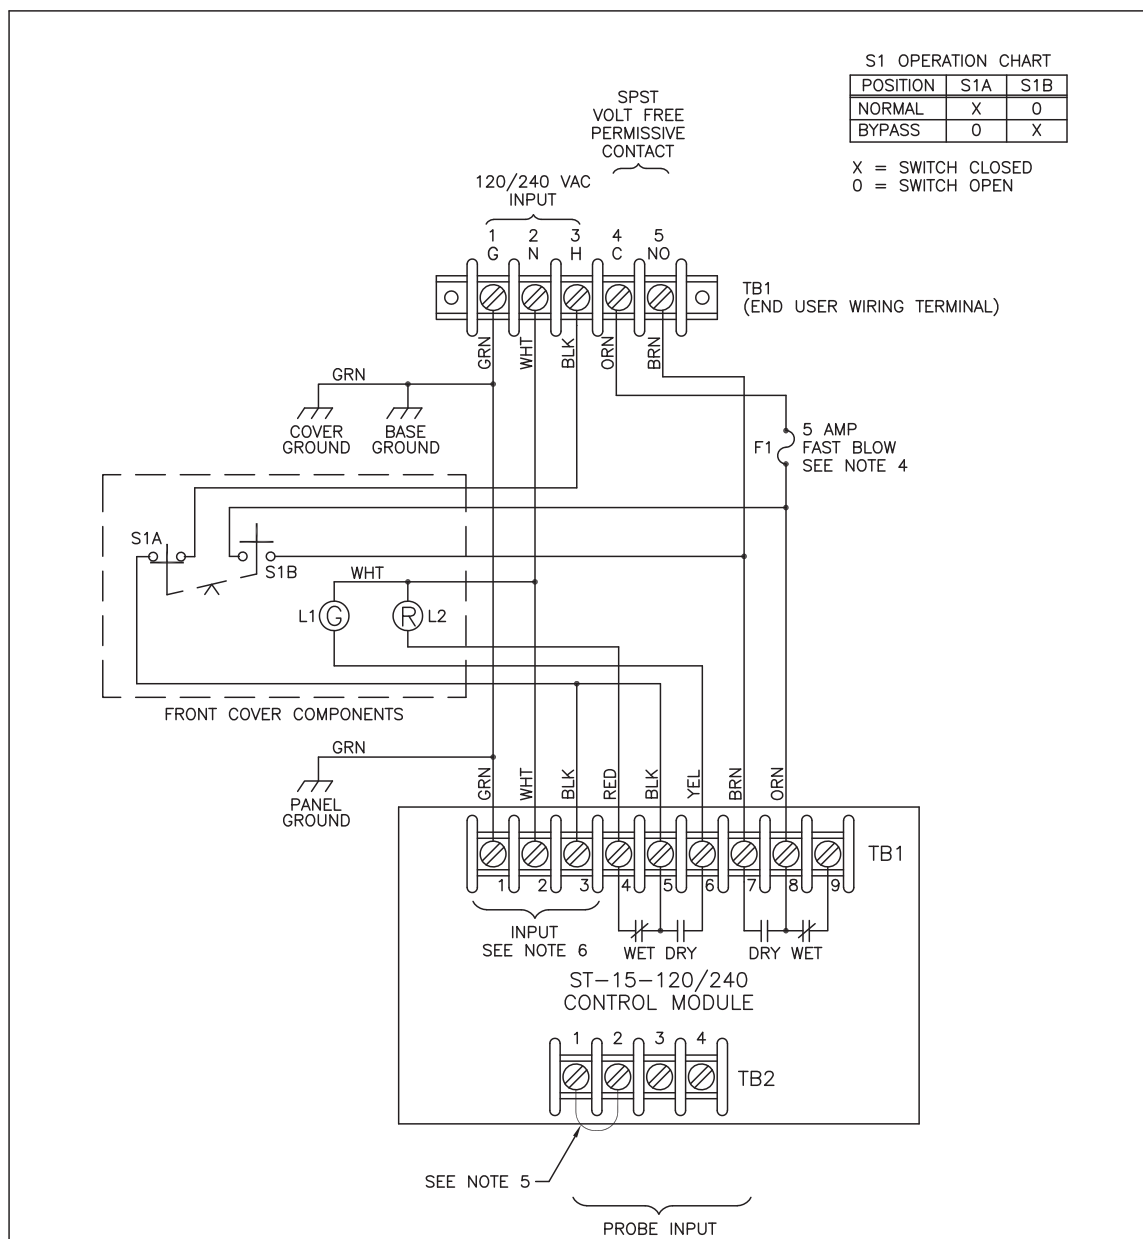 S1 OPERATION CHART
POSITION S1A S1B
NORMAL X O
BYPASS O X
X = SWITCH CLOSED
O = SWITCH OPEN
SPST
VOLT FREE
PERMISSIVE
CONTACT
120/240 VAC
INPUT
1 2 3 4 5
G N H C NO
TB1
(END USER WIRING TERMINAL)
GRN WHT BLK ORN BRN
GRN
COVER
GROUND
BASE
GROUND
F1
5 AMP
FAST BLOW
SEE NOTE 4
S1A
S1B
WHT
L1 G R L2
FRONT COVER COMPONENTS
GRN
PANEL
GROUND
GRN WHT BLK RED BLK YEL BRN ORN
TB1
1 2 3 4 5 6 7 8 9
INPUT
SEE NOTE 6
WET DRY DRY WET
ST-15-120/240
CONTROL MODULE
1 2 3 4
TB2
SEE NOTE 5
PROBE INPUT